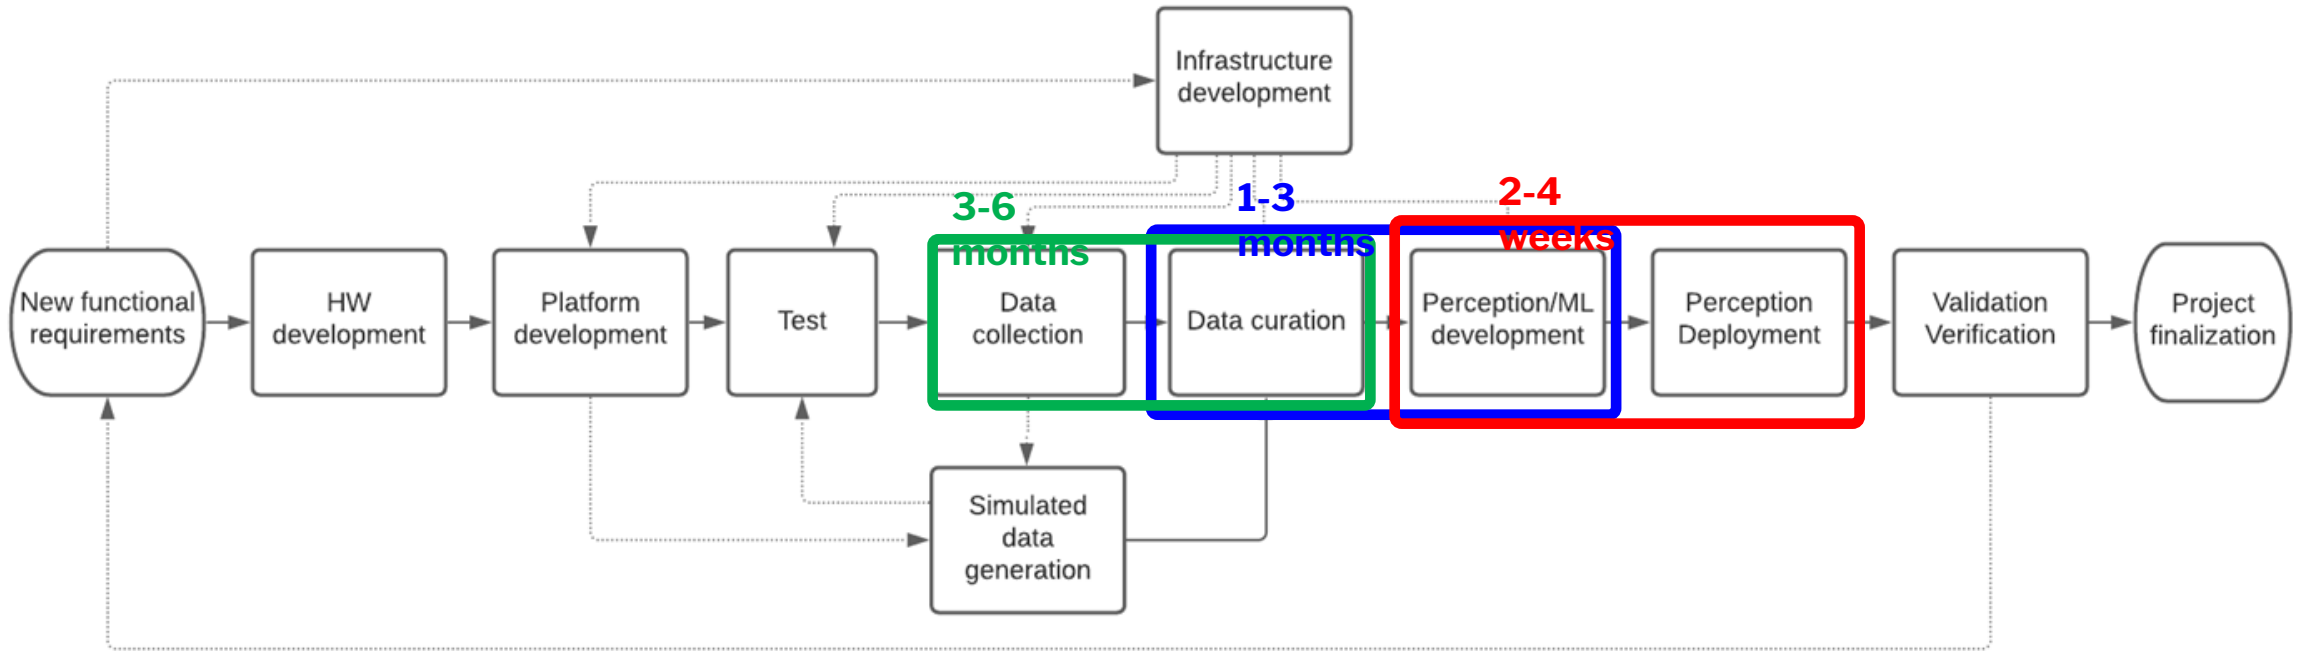 Infrastructure
development
3-6
months
1-3
months
2-4
weeks
New functional
requirements
HW
development
Platform
development
Test
Data
collection
Data curation
Perception/ML
development
Perception
Deployment
Validation
Verification
Project
finalization
Simulated
data
generation